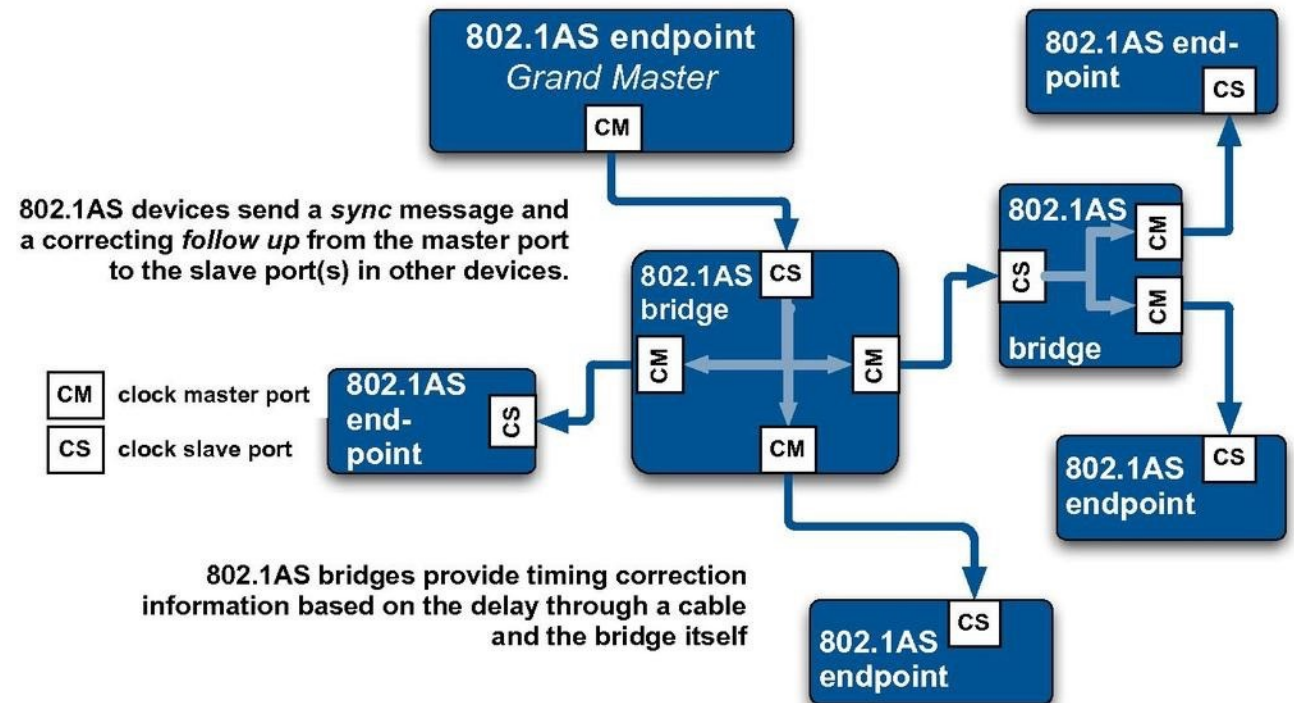 802.1AS endpoint
Grand Master
CM
802.1AS end-
point
CS
802.1AS devices send a sync message and
a correcting follow up from the master port
to the slave port(s) in other devices.
802.1AS
bridge
CS
CM
CM
CM
802.1AS
bridge
CS
CM
CM
CM clock master port
CS clock slave port
802.1AS
end-
point
CS
802.1AS
endpoint
CS
802.1AS bridges provide timing correction
information based on the delay through a cable
and the bridge itself
802.1AS
endpoint
CS